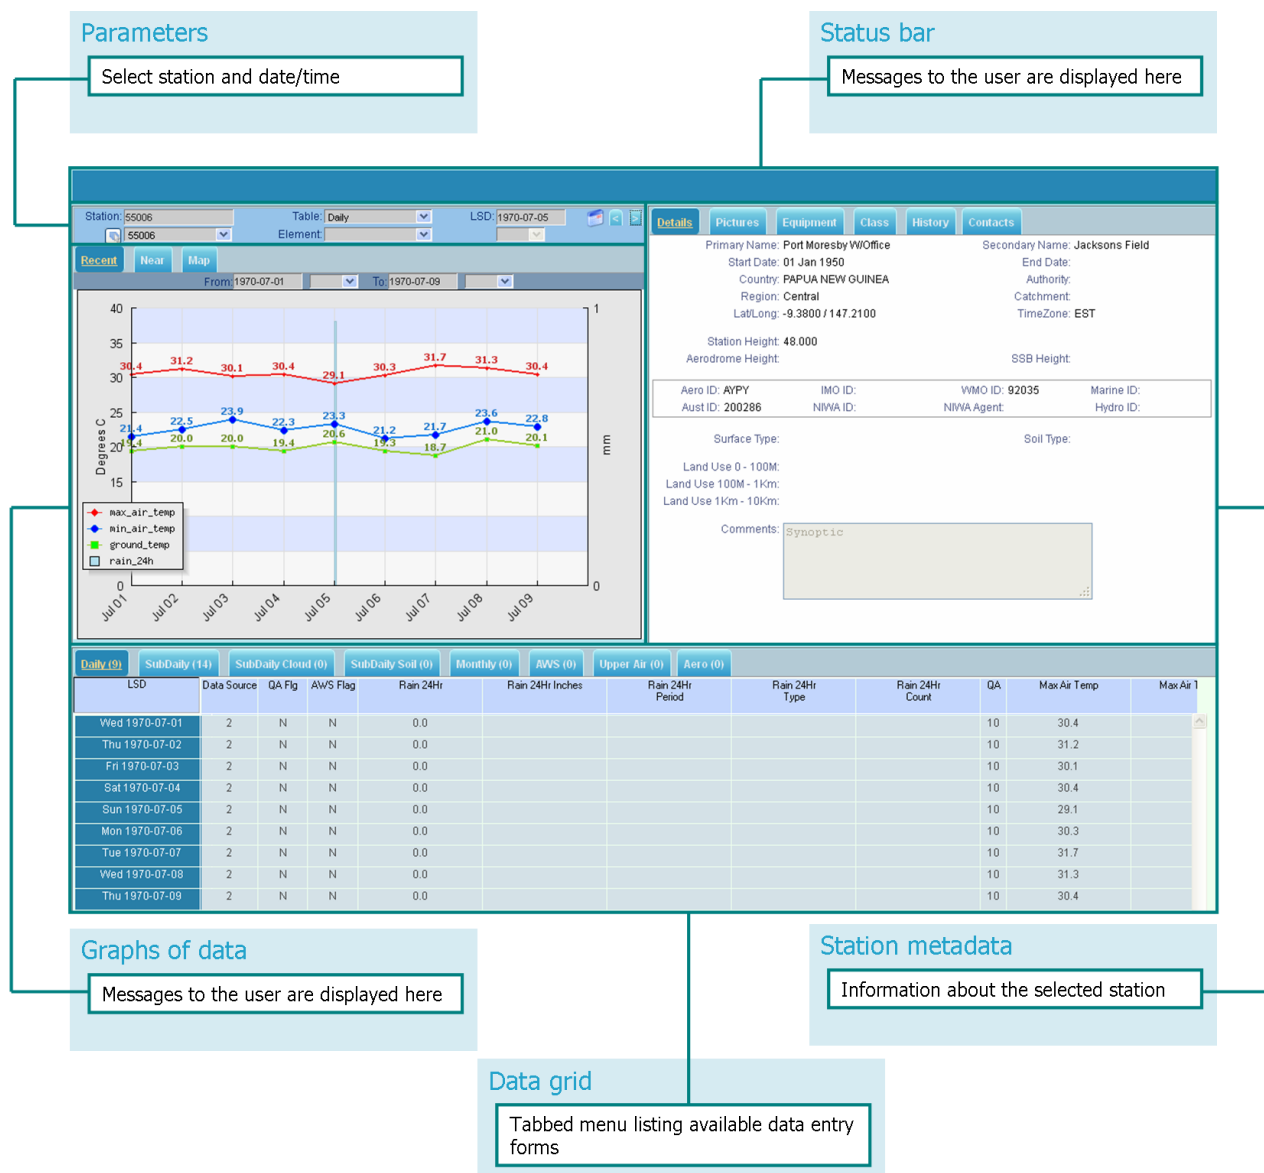 Parameters
Select station and date/time
Status bar
Messages to the user are displayed here
Station: 55006 Table: Daily LSD: 1970-07-05
55006 Element:
Recent Near Map
From: 1970-07-01 To: 1970-07-09
40 1
35
30
25
20
15
0 0
Degrees C
mm
30.4 31.2 30.1 30.4 29.1 30.3 31.7 31.3 30.4
21.4 22.5 23.9 22.3 23.3 21.2 21.7 23.6 22.8
19.4 20.0 20.0 19.4 20.6 19.3 18.7 21.0 20.1
max_air_temp
min_air_temp
ground_temp
rain_24h
Jul 01 Jul 02 Jul 03 Jul 04 Jul 05 Jul 06 Jul 07 Jul 08 Jul 09
Details Pictures Equipment Class History Contacts
Primary Name: Port Moresby W/Office Secondary Name: Jacksons Field
Start Date: 01 Jan 1950 End Date:
Country: PAPUA NEW GUINEA Authority:
Region: Central Catchment:
Lat/Long: -9.3800 / 147.2100 TimeZone: EST
Station Height: 48.000
Aerodrome Height: SSB Height:
Aero ID: AYPY IMO ID: WMO ID: 92035 Marine ID:
Aust ID: 200286 NIWA ID: NIWA Agent: Hydro ID:
Surface Type: Soil Type:
Land Use 0 - 100M:
Land Use 100M - 1Km:
Land Use 1Km - 10Km:
Comments: Synoptic
Daily (9) SubDaily (14) SubDaily Cloud (0) SubDaily Soil (0) Monthly (0) AWS (0) Upper Air (0) Aero (0)
LSD Data Source QA Flg AWS Flag Rain 24Hr Rain 24Hr Inches Rain 24Hr Period Rain 24Hr Type Rain 24Hr Count QA Max Air Temp Max Air T
Wed 1970-07-01 2 N N 0.0 10 30.4
Thu 1970-07-02 2 N N 0.0 10 31.2
Fri 1970-07-03 2 N N 0.0 10 30.1
Sat 1970-07-04 2 N N 0.0 10 30.4
Sun 1970-07-05 2 N N 0.0 10 29.1
Mon 1970-07-06 2 N N 0.0 10 30.3
Tue 1970-07-07 2 N N 0.0 10 31.7
Wed 1970-07-08 2 N N 0.0 10 31.3
Thu 1970-07-09 2 N N 0.0 10 30.4
Graphs of data
Messages to the user are displayed here
Station metadata
Information about the selected station
Data grid
Tabbed menu listing available data entry
forms